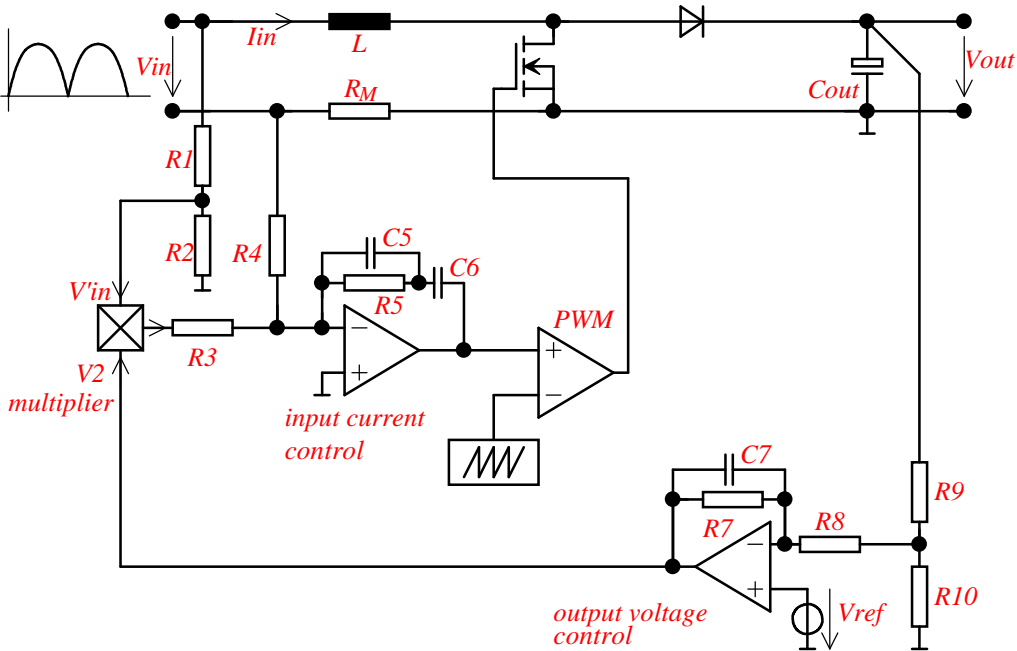 Iin
L
Vin
Vout
Cout
RM
R1
R2
R4
C5
C6
R5
V'in
PWM
R3
V2
multiplier
input current
control
C7
R9
R7
R8
R10
output voltage
control
Vref